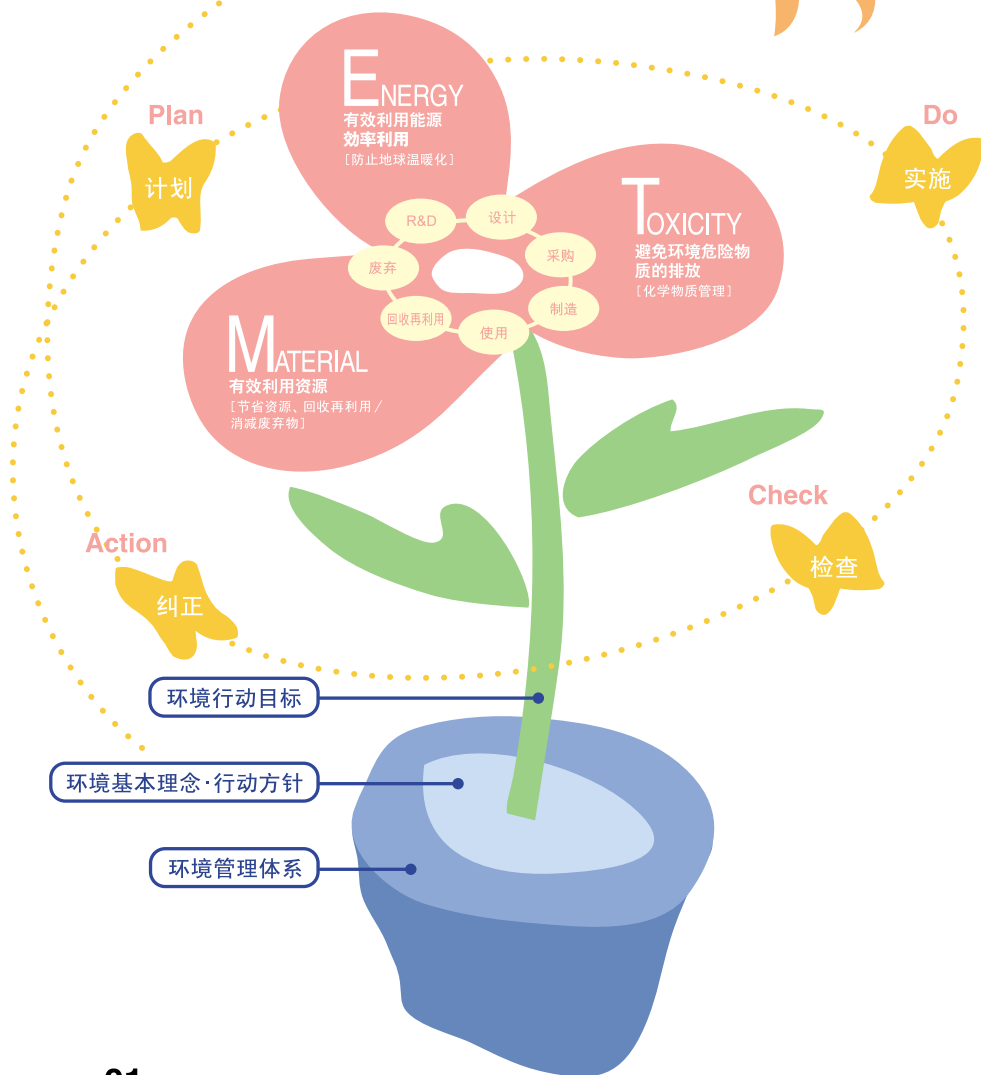 Plan
计划
Do
实施
ENERGY
有效利用能源
效率利用
[防止地球温暖化]
TOXICITY
避免环境危险物
质的排放
[化学物质管理]
R&D
设计
采购
制造
使用
回收再利用
废弃
MATERIAL
有效利用资源
[节省资源、回收再利用/
消减废弃物]
Check
检查
Action
纠正
环境行动目标
环境基本理念·行动方针
环境管理体系